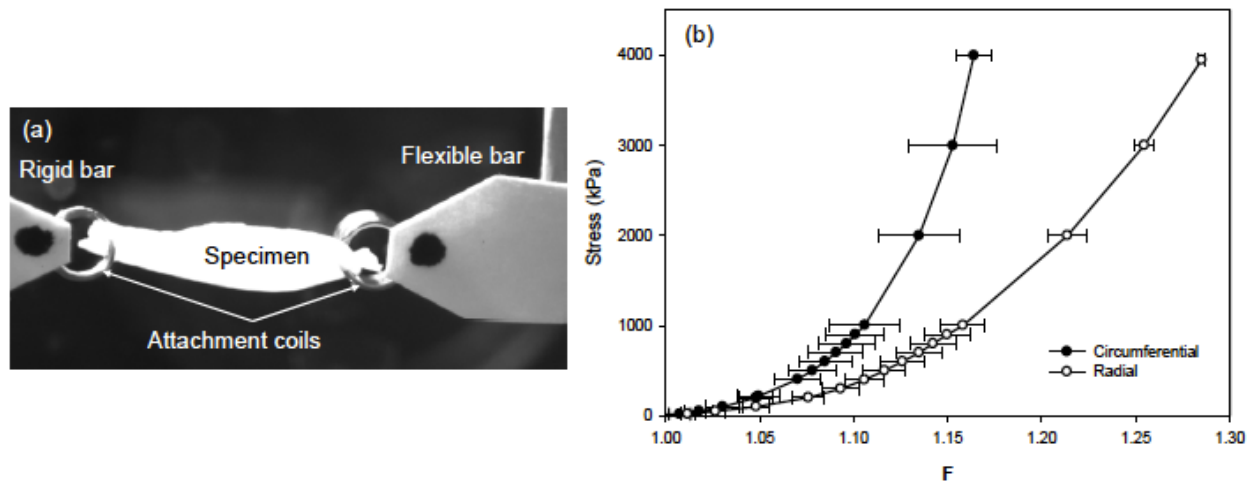 (a)
Rigid bar
Flexible bar
Specimen
Attachment coils
(b)
Stress (kPa)
4000
3000
2000
1000
0
1.00 1.05 1.10 1.15 1.20 1.25 1.30
F
Circumferential
Radial